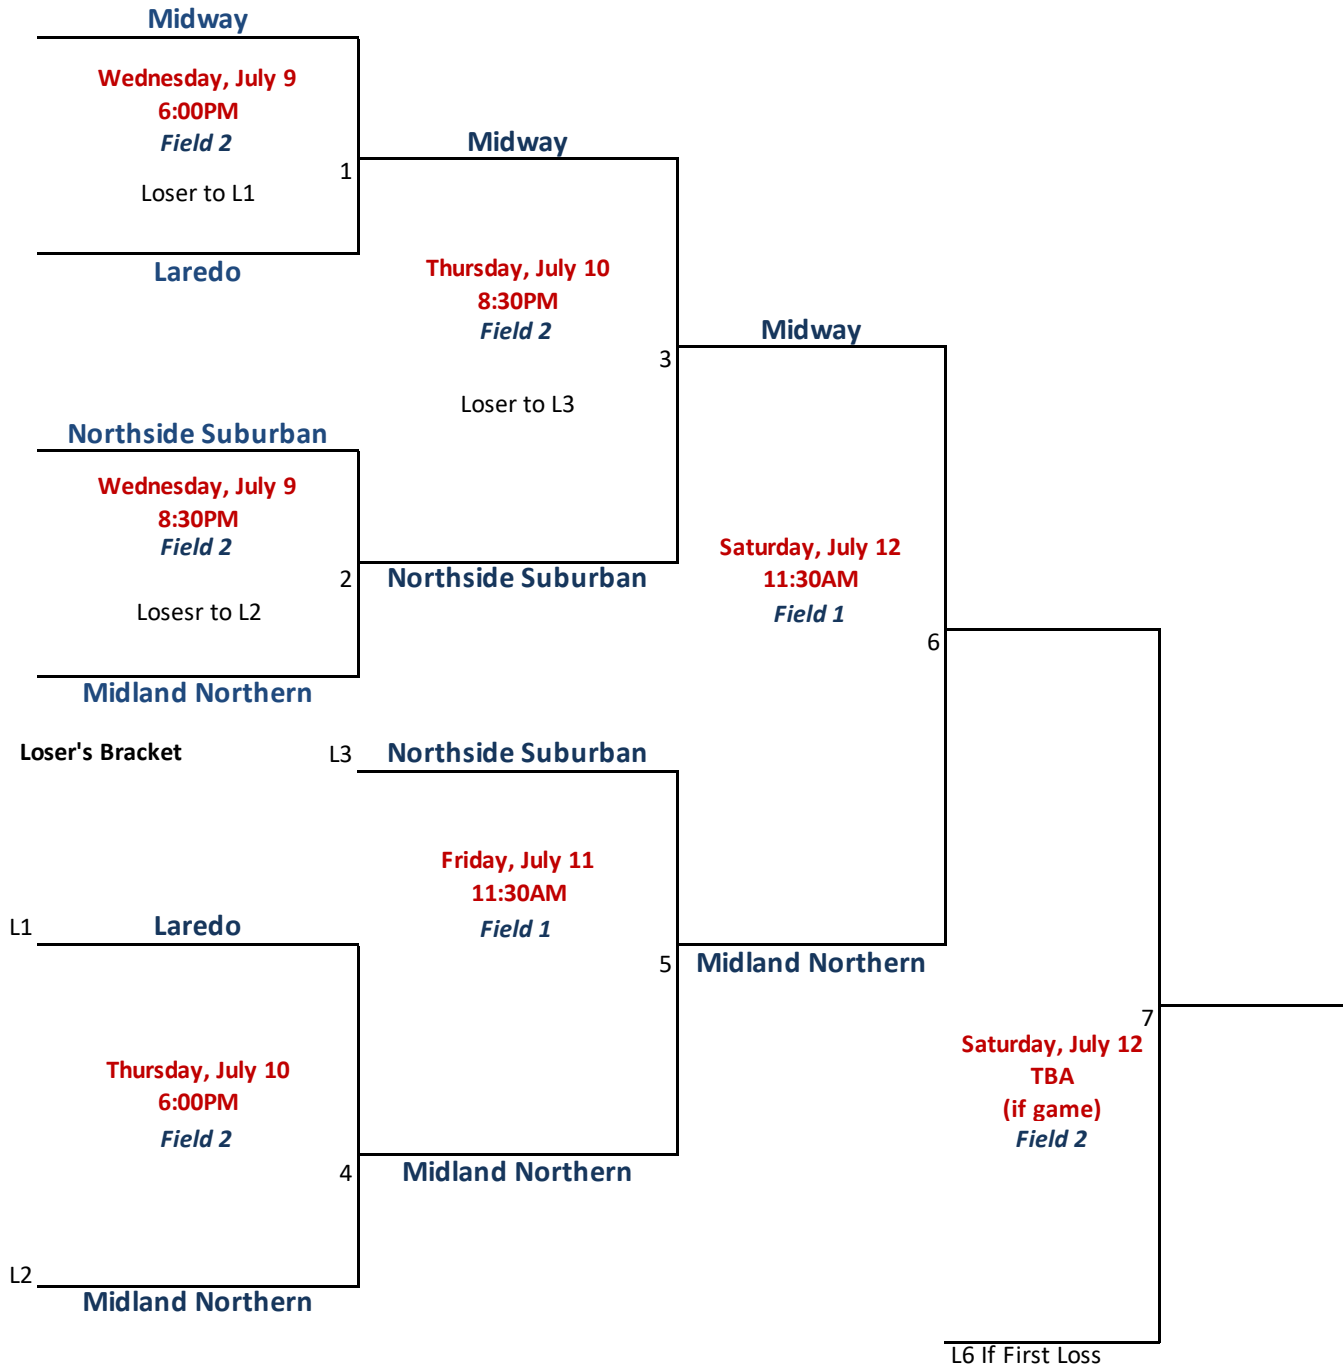 Midway
Wednesday, July 9
6:00PM
Field 2
Loser to L1
1
Laredo
Midway
Thursday, July 10
8:30PM
Field 2
Loser to L3
3
Midway
Northside Suburban
Wednesday, July 9
8:30PM
Field 2
Losesr to L2
2
Midland Northern
Northside Suburban
Saturday, July 12
11:30AM
Field 1
6
Loser's Bracket
L3
Northside Suburban
Friday, July 11
11:30AM
Field 1
5
Midland Northern
L1
Laredo
Thursday, July 10
6:00PM
Field 2
4
Midland Northern
L2
Midland Northern
7
Saturday, July 12
TBA
(if game)
Field 2
L6 If First Loss